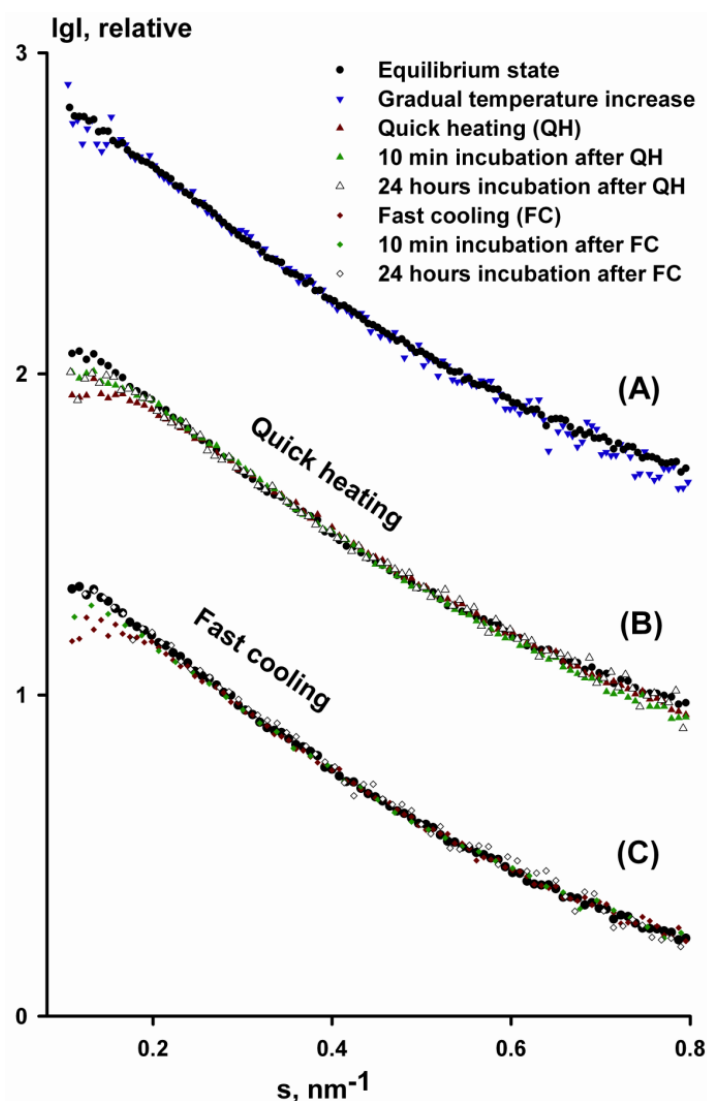 lgI, relative
3
Equilibrium state
Gradual temperature increase
Quick heating (QH)
10 min incubation after QH
24 hours incubation after QH
Fast cooling (FC)
10 min incubation after FC
24 hours incubation after FC
(A)
2
Quick heating
(B)
Fast cooling
1
(C)
0
0.2 0.4 0.6 0.8
s, nm⁻¹